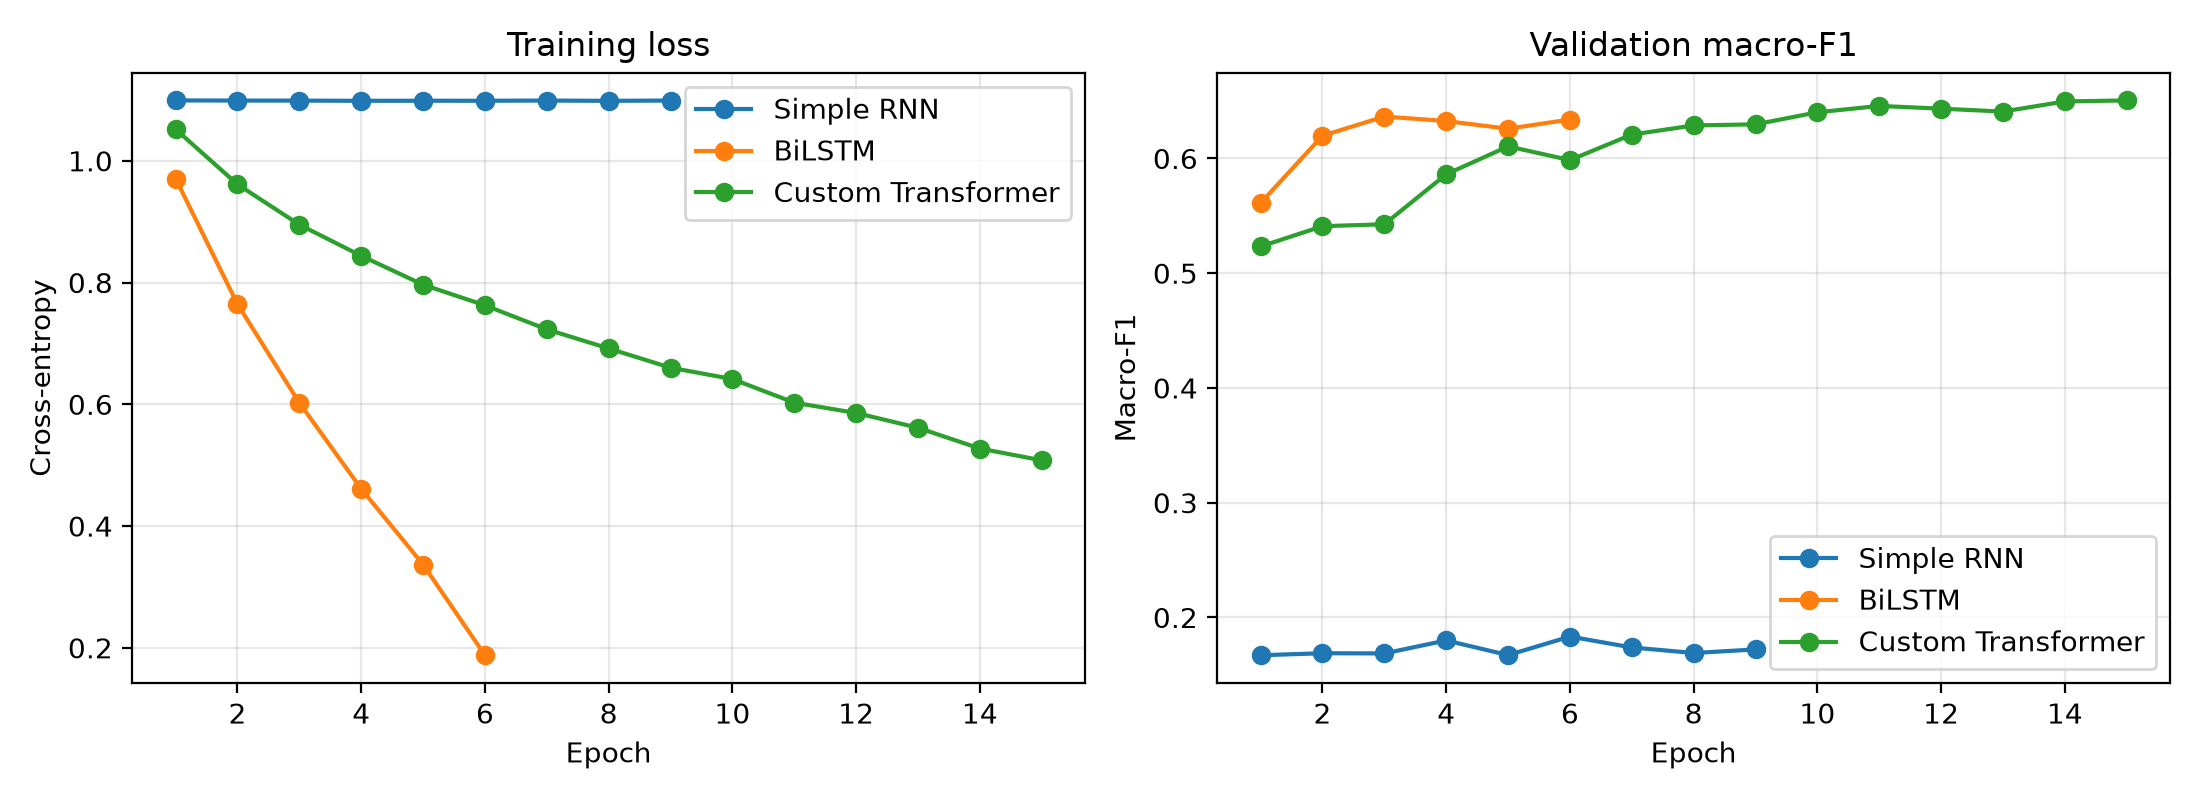 Training loss
Cross-entropy
1.0
0.8
0.6
0.4
0.2
2 4 6 8 10 12 14
Epoch
Simple RNN
BiLSTM
Custom Transformer
Validation macro-F1
Macro-F1
0.6
0.5
0.4
0.3
0.2
2 4 6 8 10 12 14
Epoch
Simple RNN
BiLSTM
Custom Transformer